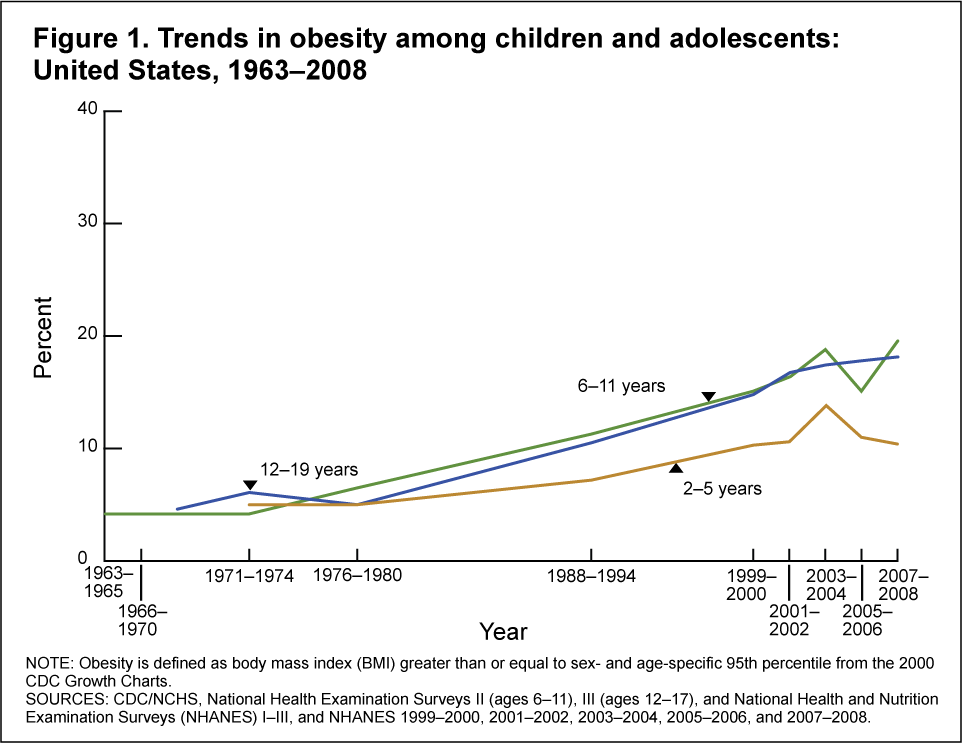 Figure 1. Trends in obesity among children and adolescents:
United States, 1963–2008
40
30
20
10
0
Percent
6–11 years
12–19 years
2–5 years
1963–
1965
1966–
1970
1971–1974
1976–1980
1988–1994
1999–
2000
2001–
2002
2003–
2004
2005–
2006
2007–
2008
Year
NOTE: Obesity is defined as body mass index (BMI) greater than or equal to sex- and age-specific 95th percentile from the 2000
CDC Growth Charts.
SOURCES: CDC/NCHS, National Health Examination Surveys II (ages 6–11), III (ages 12–17), and National Health and Nutrition
Examination Surveys (NHANES) I–III, and NHANES 1999–2000, 2001–2002, 2003–2004, 2005–2006, and 2007–2008.